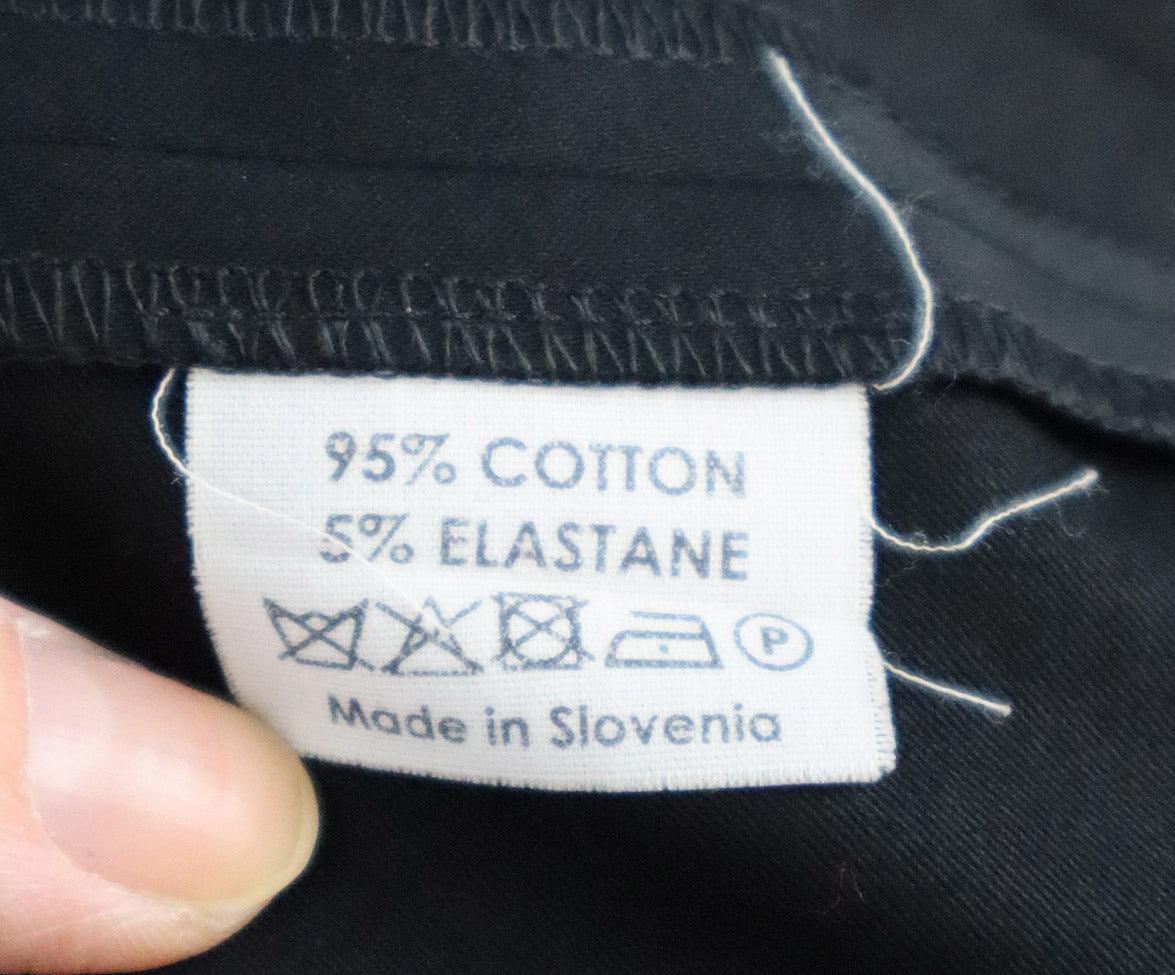 95% COTTON
5% ELASTANE
P
Made in Slovenia